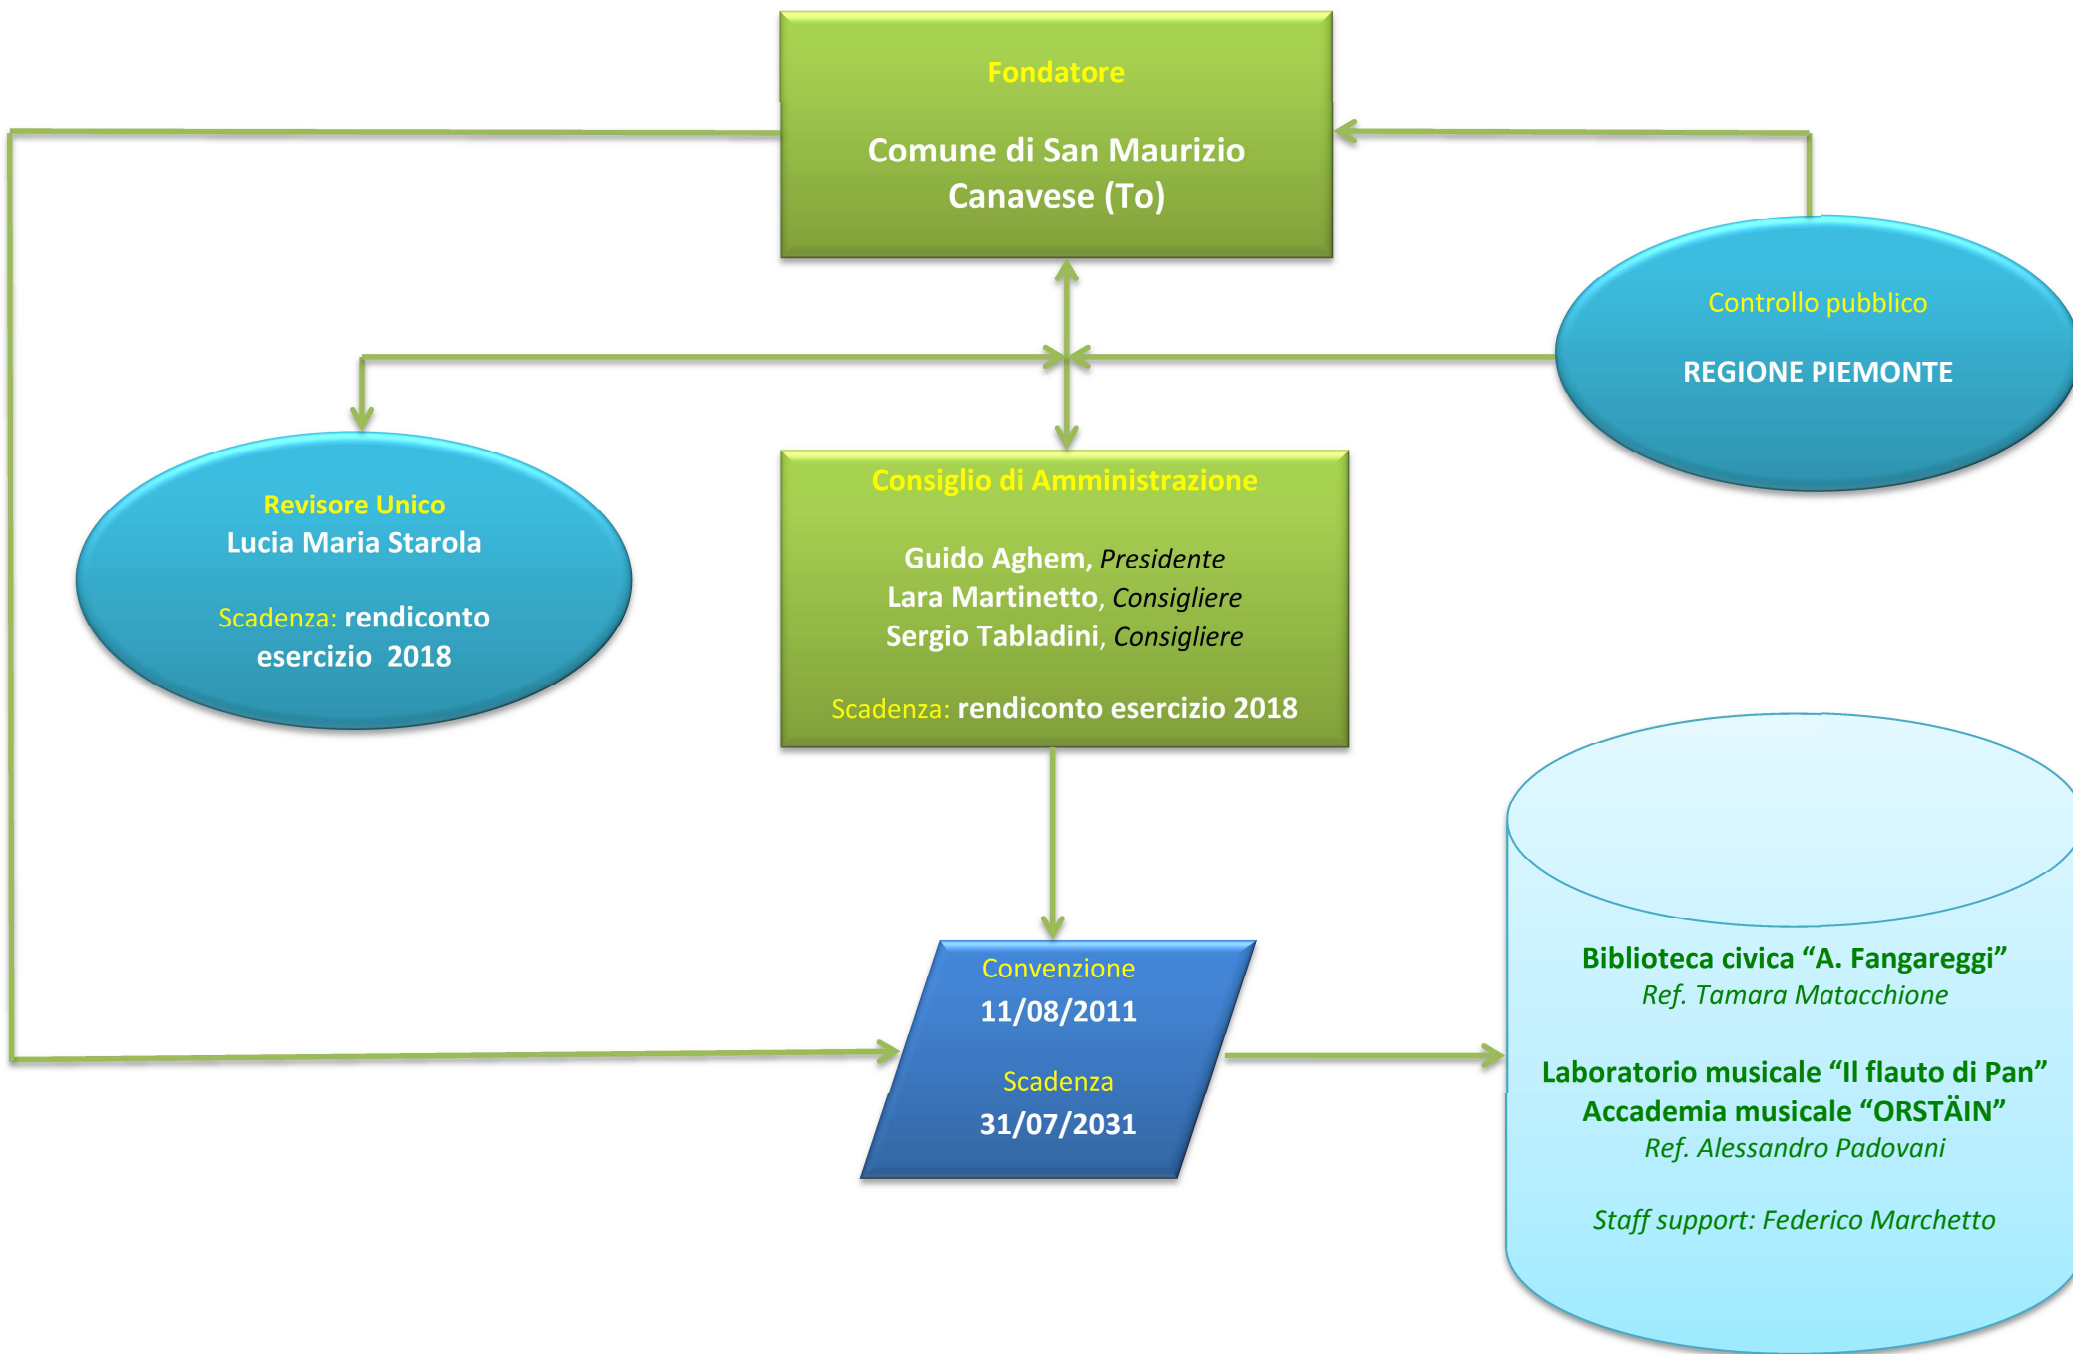 Fondatore
Comune di San Maurizio
Canavese (To)
Controllo pubblico
REGIONE PIEMONTE
Revisore Unico
Lucia Maria Starola
Scadenza: rendiconto
esercizio 2018
Consiglio di Amministrazione
Guido Aghem, Presidente
Lara Martinetto, Consigliere
Sergio Tabladini, Consigliere
Scadenza: rendiconto esercizio 2018
Convenzione
11/08/2011
Scadenza
31/07/2031
Biblioteca civica “A. Fangareggi”
Ref. Tamara Matacchione
Laboratorio musicale “Il flauto di Pan”
Accademia musicale “ORSTÄIN”
Ref. Alessandro Padovani
Staff support: Federico Marchetto